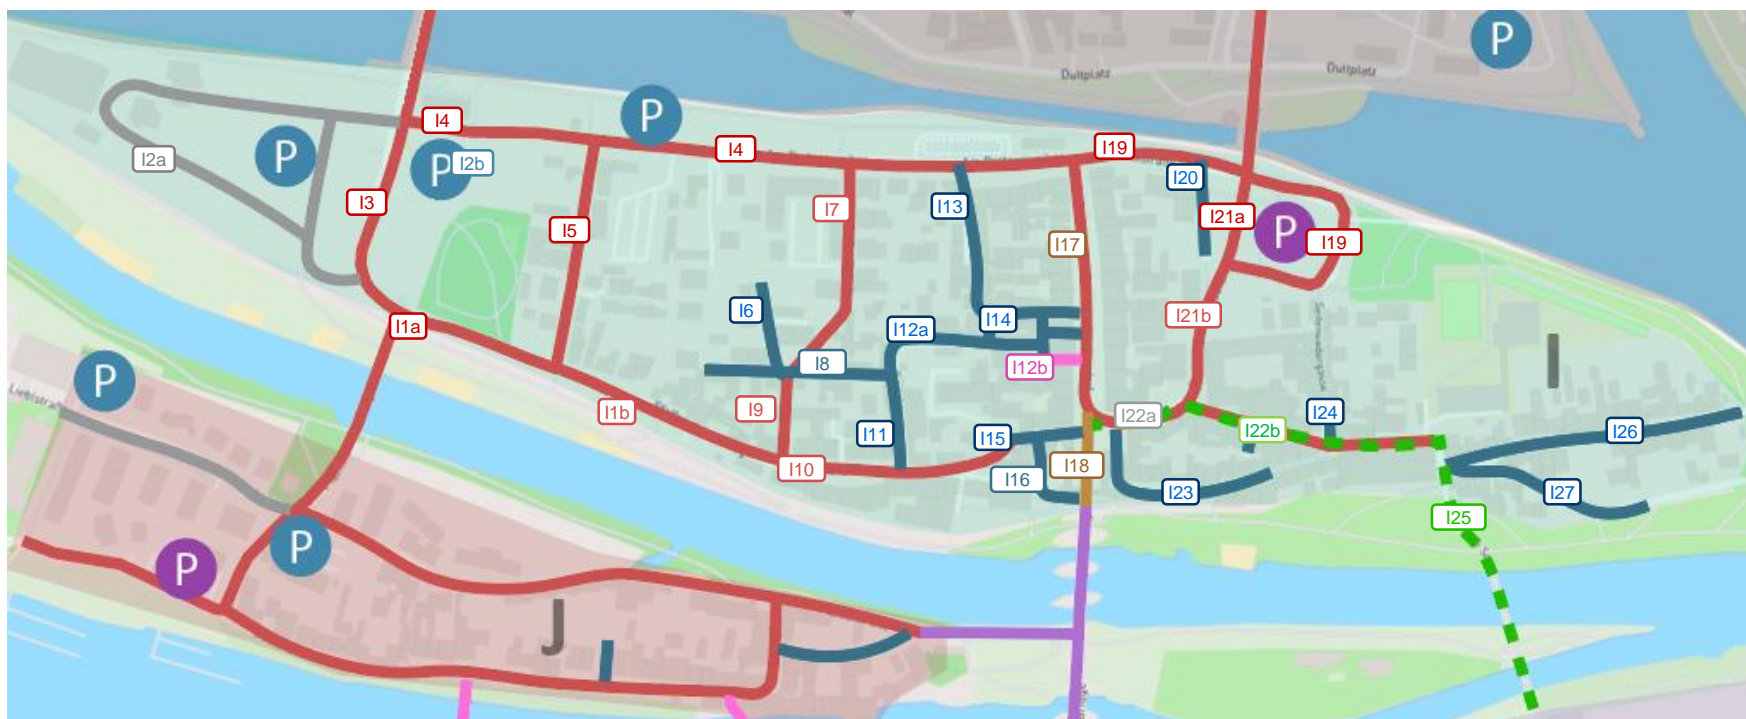 P
Dultplatz
Dultplatz
I4
P
I4
I19
P
I2a
P
I2b
I20
I3
I13
I7
I21a
P
I19
I5
I17
I6
I14
I21b
I1a
I12a
I8
I12b
P
I1b
I9
I22a
I24
I22b
I26
I11
I15
I10
I18
I16
I23
I27
I25
P
P
I
J